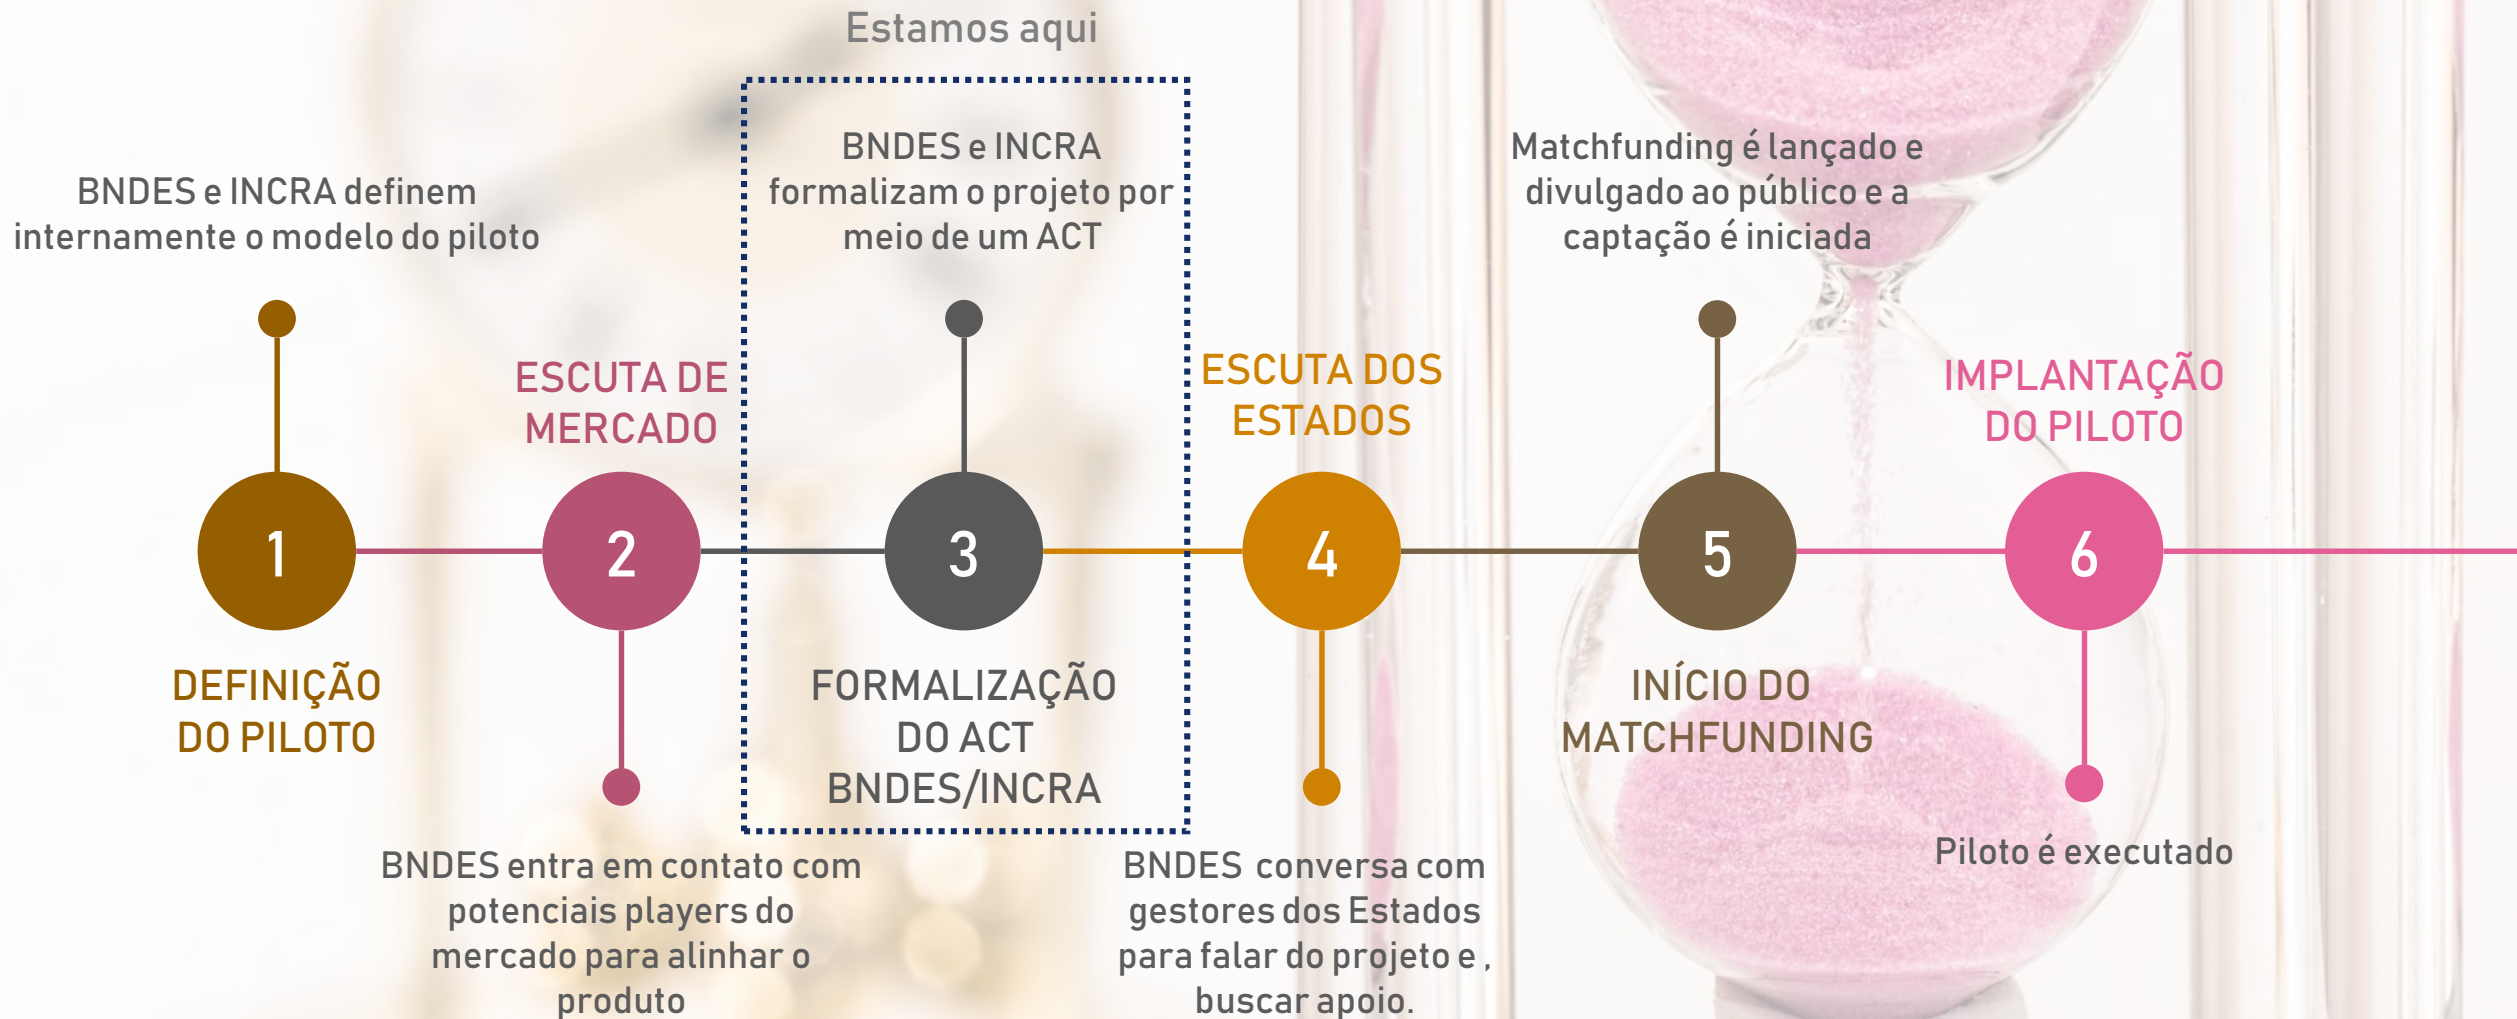 Estamos aqui
BNDES e INCRA definem
internamente o modelo do piloto
1
DEFINIÇÃO
DO PILOTO
ESCUTA DE
MERCADO
2
BNDES entra em contato com
potenciais players do
mercado para alinhar o
produto
BNDES e INCRA
formalizam o projeto por
meio de um ACT
3
FORMALIZAÇÃO
DO ACT
BNDES/INCRA
ESCUTA DOS
ESTADOS
4
BNDES  conversa com
gestores dos Estados
para falar do projeto e ,
buscar apoio.
Matchfunding é lançado e
divulgado ao público e a
captação é iniciada
5
INÍCIO DO
MATCHFUNDING
IMPLANTAÇÃO
DO PILOTO
6
Piloto é executado